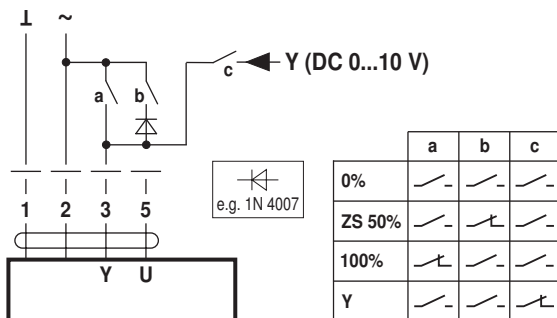 ⊥ ~
a b c Y (DC 0...10 V)
e.g. 1N 4007
1 2 3 5
Y U
a b c
0%
ZS 50%
100%
Y